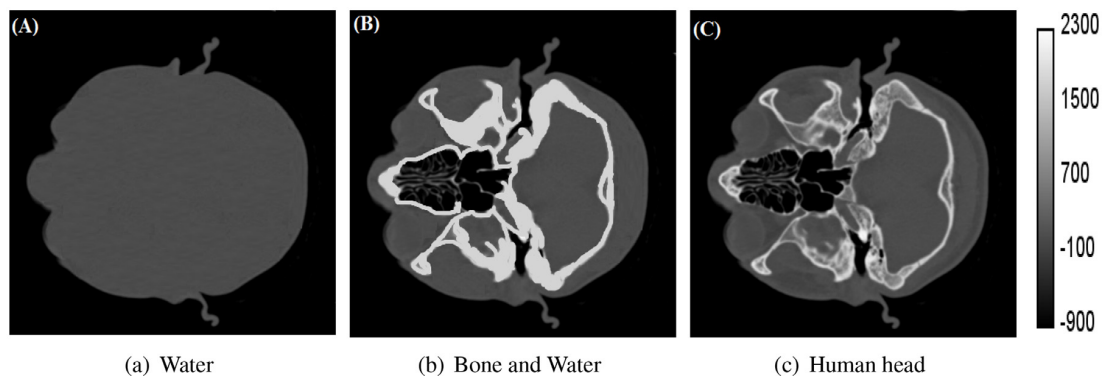 (A)
(B)
(C)
2300
1500
700
-100
-900
(a) Water
(b) Bone and Water
(c) Human head